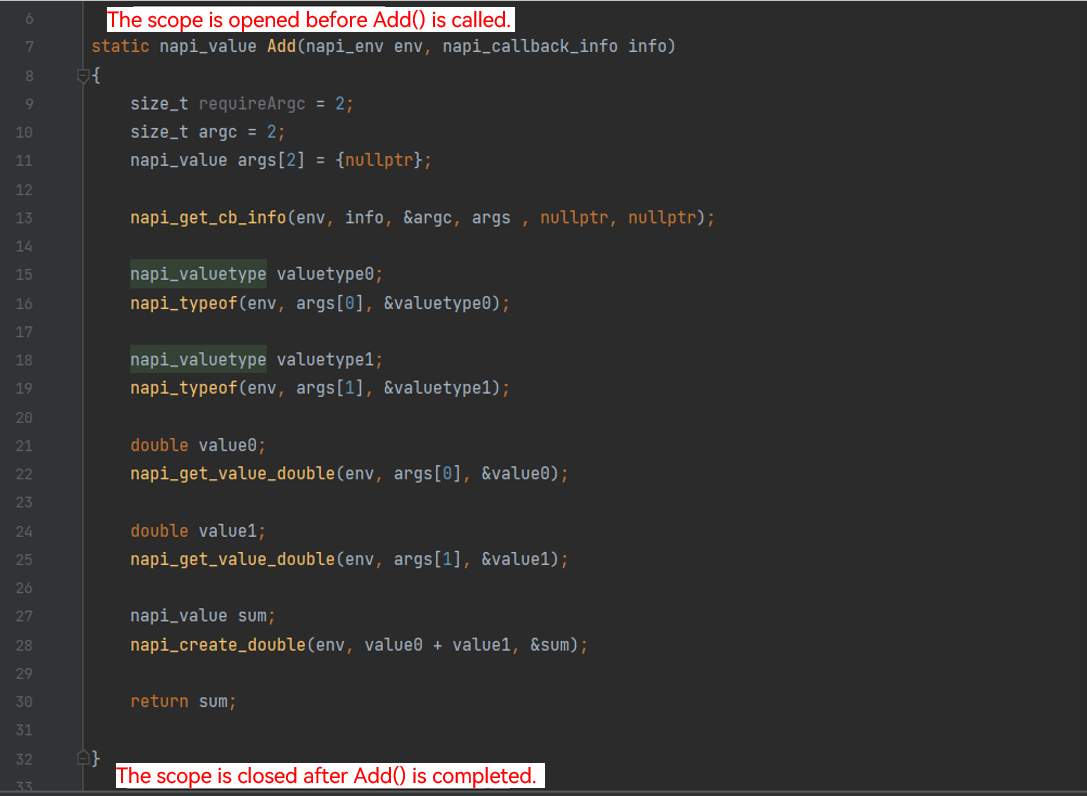 6
The scope is opened before Add() is called.
7 static napi_value Add(napi_env env, napi_callback_info info)
8 {
9 size_t requireArgc = 2;
10 size_t argc = 2;
11 napi_value args[2] = {nullptr};
12
13 napi_get_cb_info(env, info, &argc, args , nullptr, nullptr);
14
15 napi_valuetype valuetype0;
16 napi_typeof(env, args[0], &valuetype0);
17
18 napi_valuetype valuetype1;
19 napi_typeof(env, args[1], &valuetype1);
20
21 double value0;
22 napi_get_value_double(env, args[0], &value0);
23
24 double value1;
25 napi_get_value_double(env, args[1], &value1);
26
27 napi_value sum;
28 napi_create_double(env, value0 + value1, &sum);
29
30 return sum;
31
32 }
The scope is closed after Add() is completed.
33